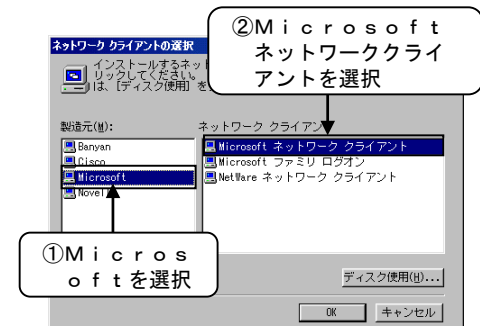 ②Ｍｉｃｒｏｓｏｆｔ
ネットワーククライ
アントを選択
ネットワーク クライアントの選択
インストールするネッ
リックしてください。
は、［ディスク使用］を
製造元(M):
ネットワーク クライアン
Banyan
Cisco
Microsoft
Novell
Microsoft ネットワーク クライアント
Microsoft ファミリ ログオン
NetWare ネットワーク クライアント
①Ｍｉｃｒｏｓ
ｏｆｔを選択
ディスク使用(H)...
OK
キャンセル